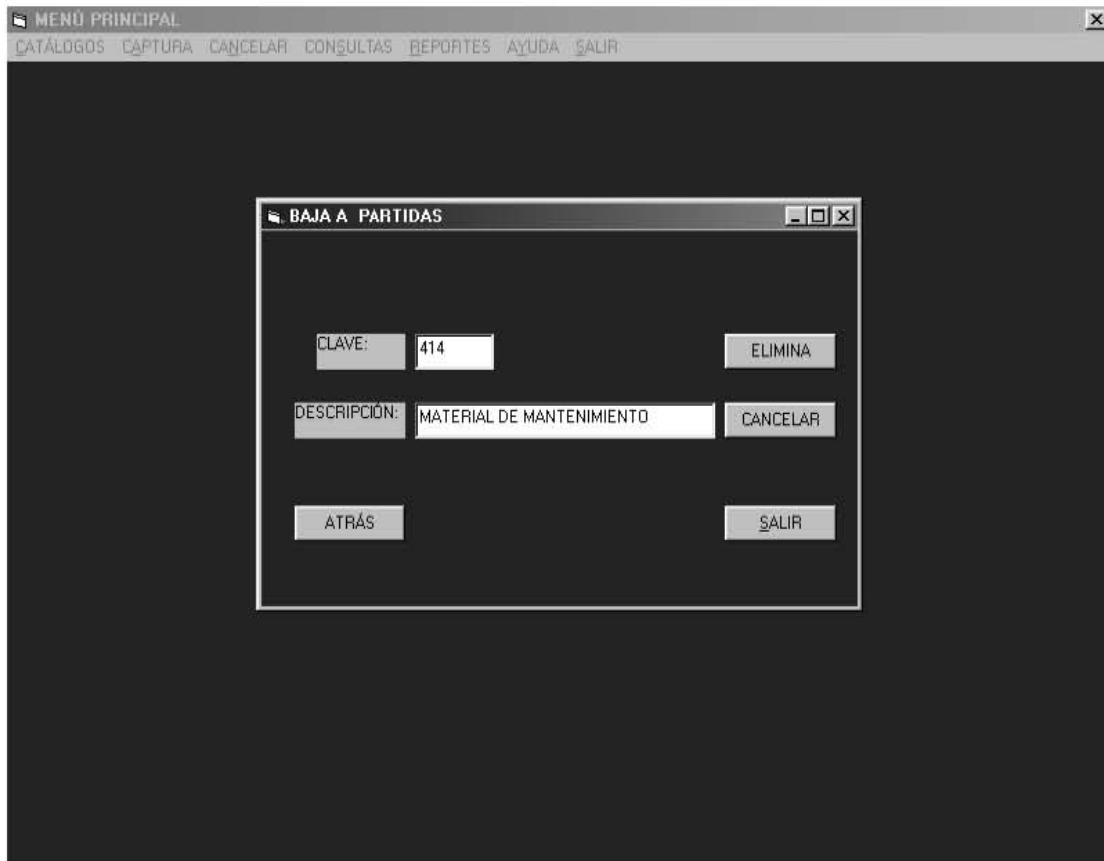 MENÚ PRINCIPAL
CATÁLOGOS CAPTURA CANCELAR CONSULTAS REPORTES AYUDA SALIR
BAJA A PARTIDAS
CLAVE: 414 ELIMINA
DESCRIPCIÓN: MATERIAL DE MANTENIMIENTO CANCELAR
ATRÁS SALIR